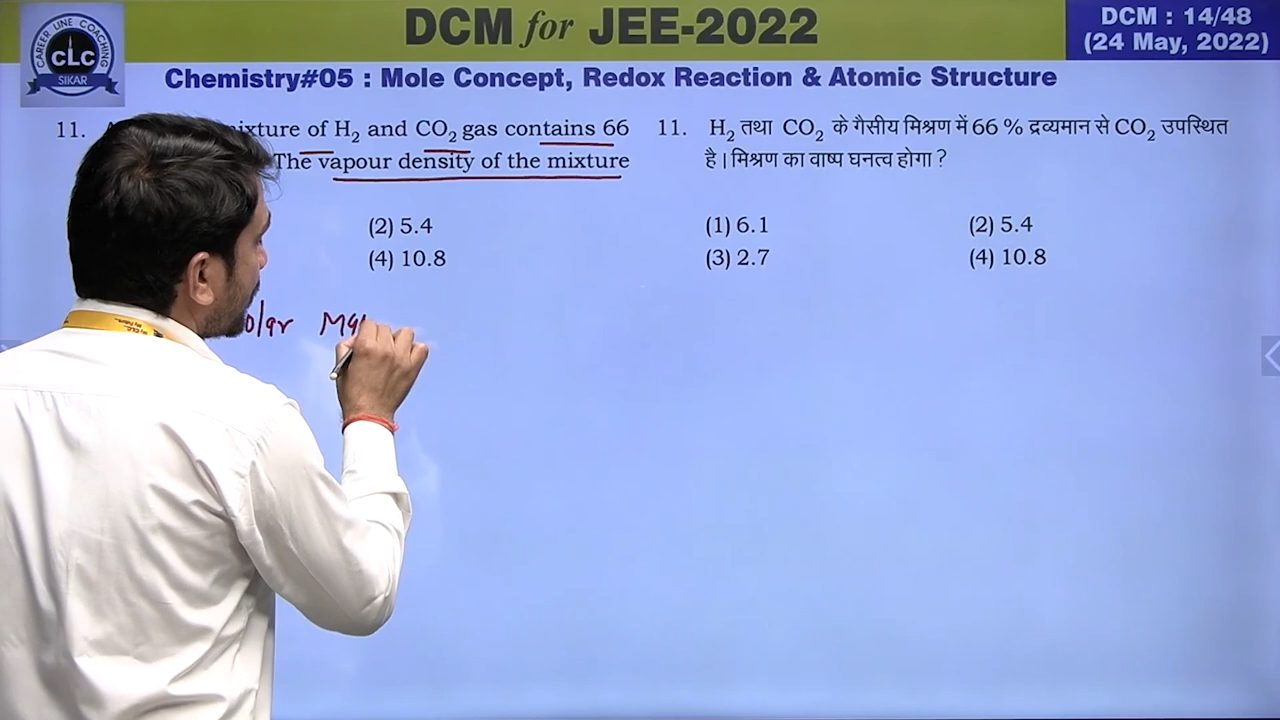 DCM for JEE-2022
DCM : 14/48
(24 May, 2022)
CAREER LINE COACHING
CLC
SIKAR
Chemistry#05 : Mole Concept, Redox Reaction & Atomic Structure
11. of H₂ and CO₂ gas contains 66
The vapour density of the mixture
(2) 5.4
(4) 10.8
11. H₂ तथा CO₂ के गैसीय मिश्रण में 66 % द्रव्यमान से CO₂ उपस्थित
है। मिश्रण का वाष्प घनत्व होगा ?
(1) 6.1 (2) 5.4
(3) 2.7 (4) 10.8